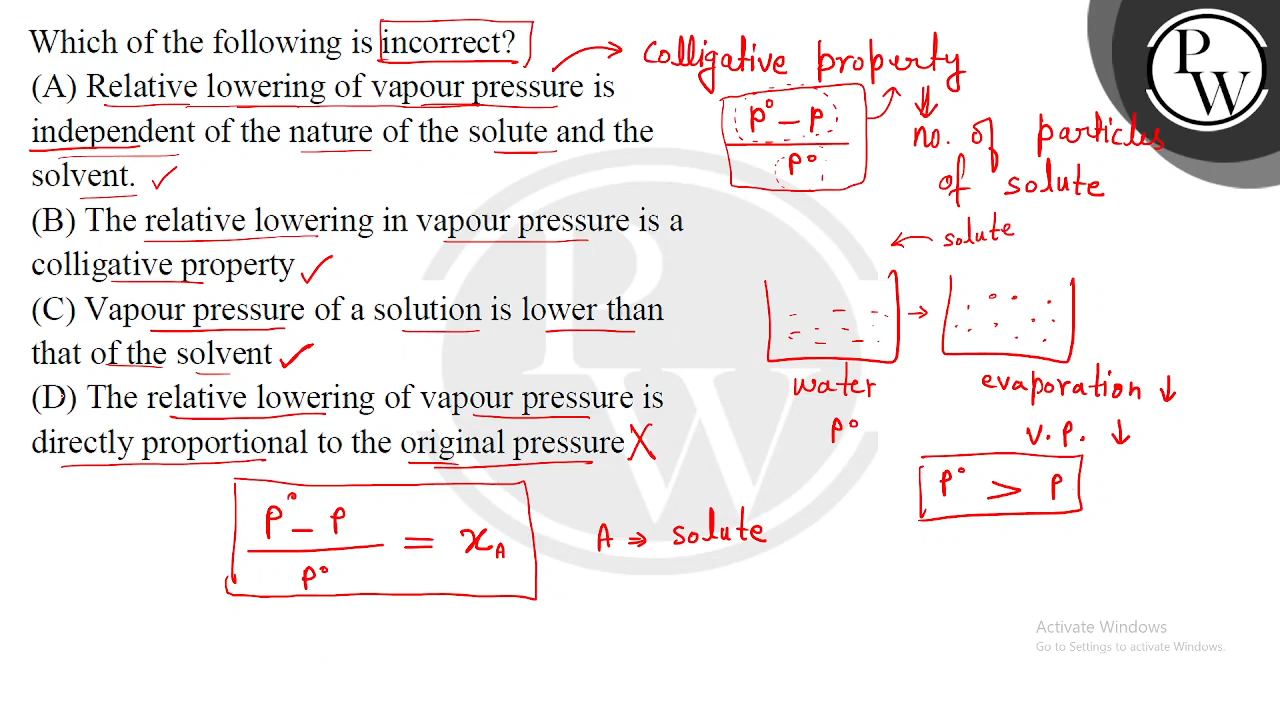 Which of the following is incorrect?
(A) Relative lowering of vapour pressure is
independent of the nature of the solute and the
solvent. ✓
(B) The relative lowering in vapour pressure is a
colligative property ✓
(C) Vapour pressure of a solution is lower than
that of the solvent ✓
(D) The relative lowering of vapour pressure is
directly proportional to the original pressure X
P° - P
P°
= xA
A ⇒ solute
colligative property
P° - P
P°
no. of particles
of solute
← solute
→
water
P°
evaporation ↓
v.p. ↓
P° > P
PW
PW
Activate Windows
Go to Settings to activate Windows.